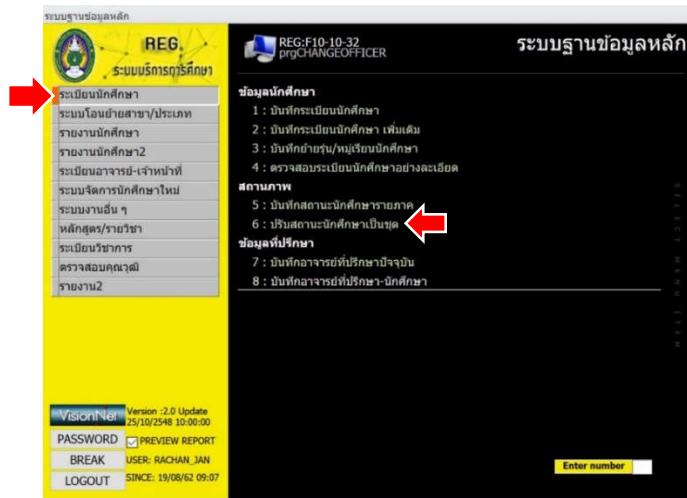 ระบบฐานข้อมูลหลัก
REG.
ระบบบริการการศึกษา
REG:F10-10-32
prgCHANGEOFFICER
ระบบฐานข้อมูลหลัก
ระเบียนนักศึกษา
ระบบโอนย้ายสาขา/ประเภท
รายงานนักศึกษา
รายงานนักศึกษา2
ระเบียนอาจารย์-เจ้าหน้าที่
ระบบจัดการนักศึกษาใหม่
ระบบงานอื่น ๆ
หลักสูตร/รายวิชา
ระเบียนวิชาการ
ตรวจสอบคุณวุฒิ
รายงาน2
ข้อมูลนักศึกษา
1 : บันทึกระเบียนนักศึกษา
2 : บันทึกระเบียนนักศึกษา เพิ่มเติม
3 : บันทึกย้ายรุ่น/หมู่เรียนนักศึกษา
4 : ตรวจสอบระเบียนนักศึกษาอย่างละเอียด
สถานภาพ
5 : บันทึกสถานะนักศึกษารายภาค
6 : ปรับสถานะนักศึกษาเป็นชุด
ข้อมูลที่ปรึกษา
7 : บันทึกอาจารย์ที่ปรึกษาปัจจุบัน
8 : บันทึกอาจารย์ที่ปรึกษา-นักศึกษา
SELECT MENU ITEM
VisionNet
Version :2.0 Update
25/10/2548 10:00:00
PASSWORD
PREVIEW REPORT
BREAK
USER: RACHAN_JAN
LOGOUT
SINCE: 19/08/62 09:07
Enter number